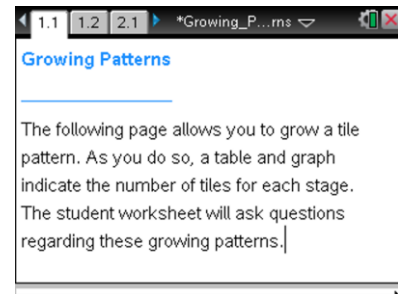 1.1 1.2 2.1 *Growing_P...rns
Growing Patterns
The following page allows you to grow a tile
pattern. As you do so, a table and graph
indicate the number of tiles for each stage.
The student worksheet will ask questions
regarding these growing patterns.